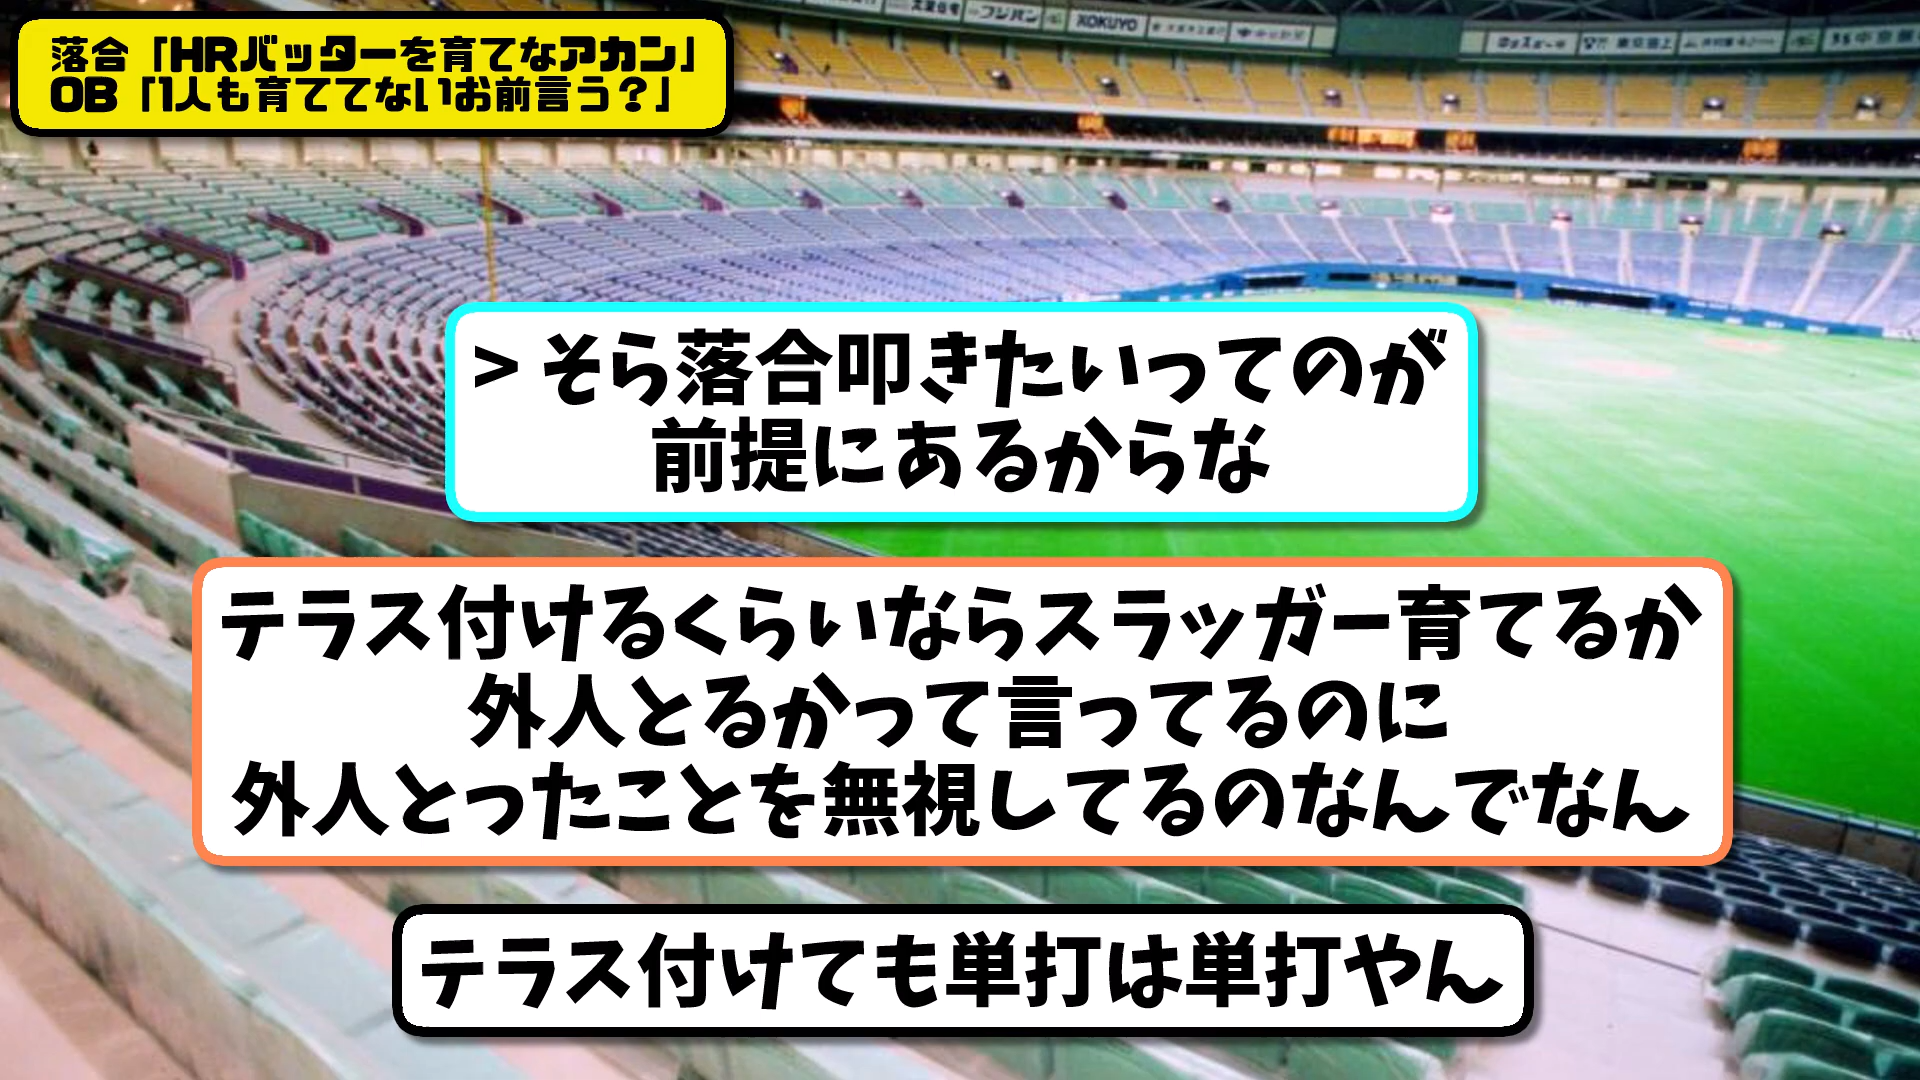 落合「HRバッターを育てなアカン」
OB「1人も育ててないお前言う？」
KOKUYO
＞そら落合叩きたいってのが
前提にあるからな
テラス付けるくらいならスラッガー育てるか
外人とるかって言ってるのに
外人とったことを無視してるのなんでなん
テラス付けても単打は単打やん